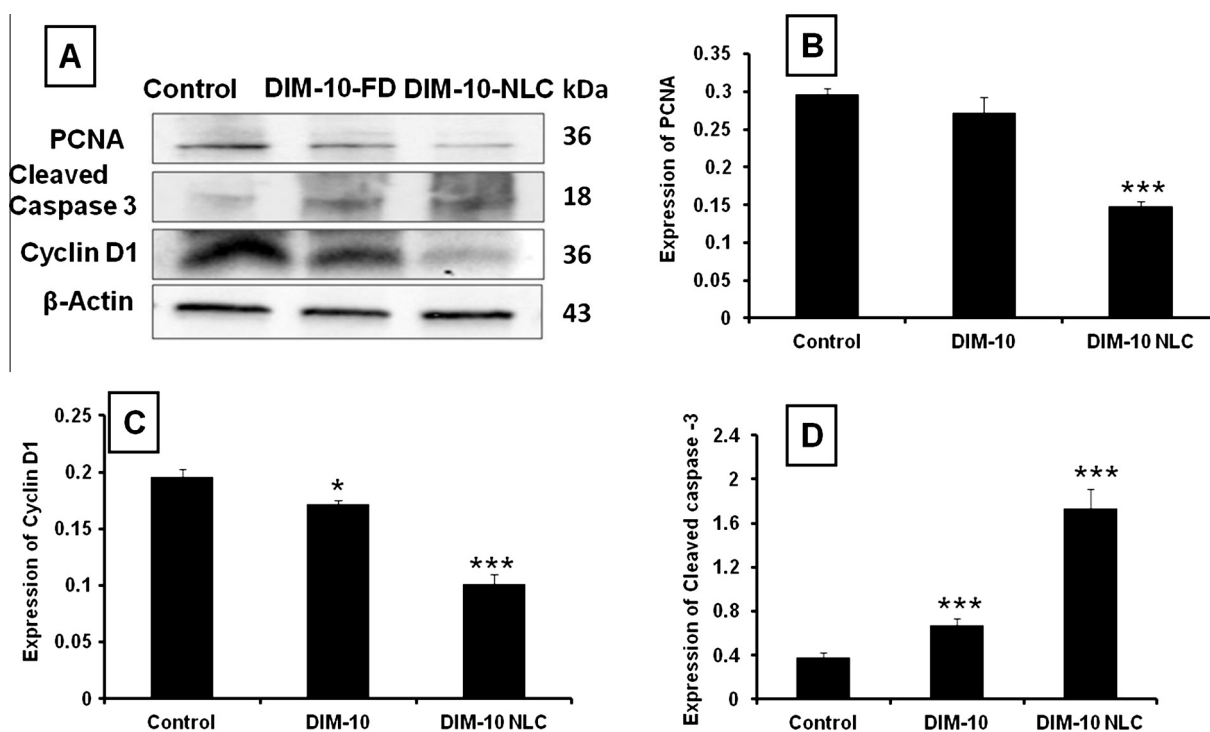 A
Control DIM-10-FD DIM-10-NLC kDa
PCNA 36
Cleaved
Caspase 3 18
Cyclin D1 36
β-Actin 43
B
Expression of PCNA
0.35
0.3
0.25
0.2
0.15
0.1
0.05
0
***
Control DIM-10 DIM-10 NLC
C
Expression of Cyclin D1
0.25
0.2
0.15
0.1
0.05
0
*
***
Control DIM-10 DIM-10 NLC
D
Expression of Cleaved caspase -3
2.4
2
1.6
1.2
0.8
0.4
0
***
***
Control DIM-10 DIM-10 NLC